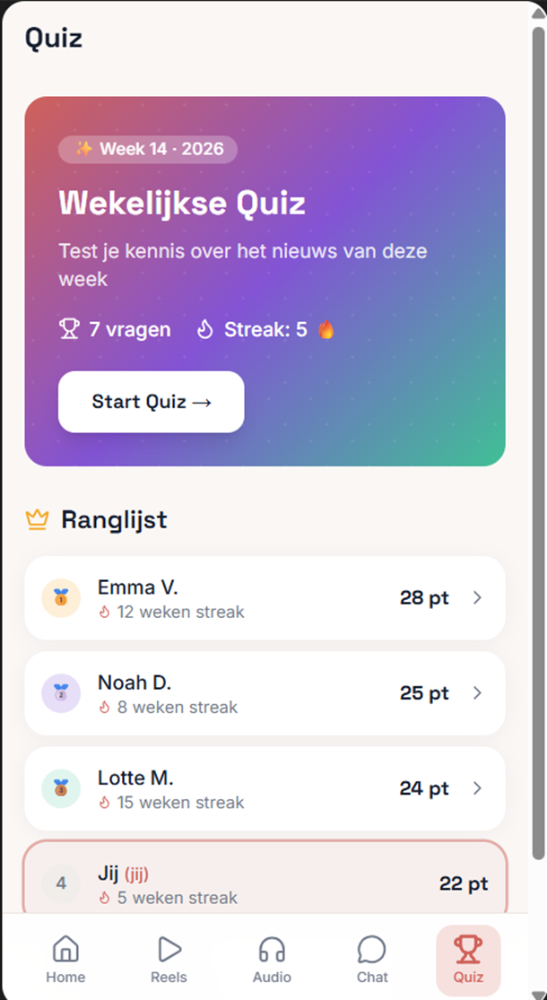 Quiz
✨ Week 14 · 2026
Wekelijkse Quiz
Test je kennis over het nieuws van deze
week
7 vragen Streak: 5 🔥
Start Quiz →
Ranglijst
1
Emma V.
28 pt
12 weken streak
2
Noah D.
25 pt
8 weken streak
3
Lotte M.
24 pt
15 weken streak
4
Jij (jij)
22 pt
5 weken streak
Home Reels Audio Chat Quiz